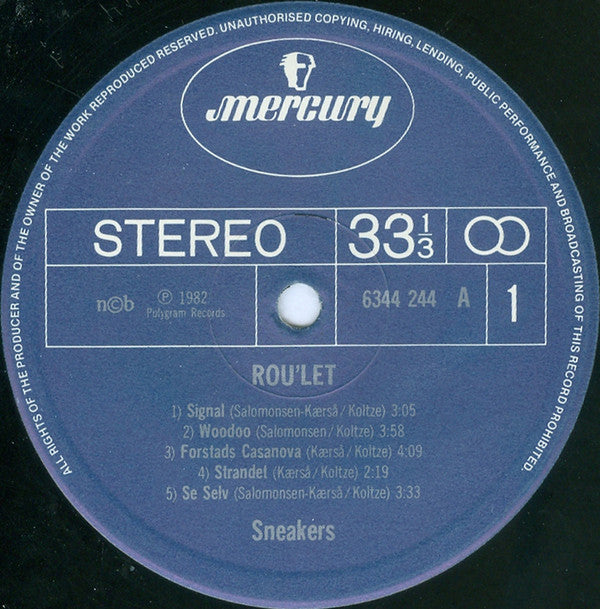 ALL RIGHTS OF THE PRODUCER AND OF THE OWNER OF THE WORK REPRODUCED RESERVED. UNAUTHORISED COPYING, HIRING, LENDING, PUBLIC PERFORMANCE AND BROADCASTING OF THIS RECORD PROHIBITED.
mercury
STEREO 33 1/3
n©b ℗ 1982 6344 244 A 1
Polygram Records
ROU'LET
1) Signal (Salomonsen-Kærså/Koltze) 3:05
2) Woodoo (Salomonsen/Koltze) 3:58
3) Forstads Casanova (Kærså/Koltze) 4:09
4) Strandet (Kærså/Koltze) 2:19
5) Se Selv (Salomonsen-Kærså/Koltze) 3:33
Sneakers